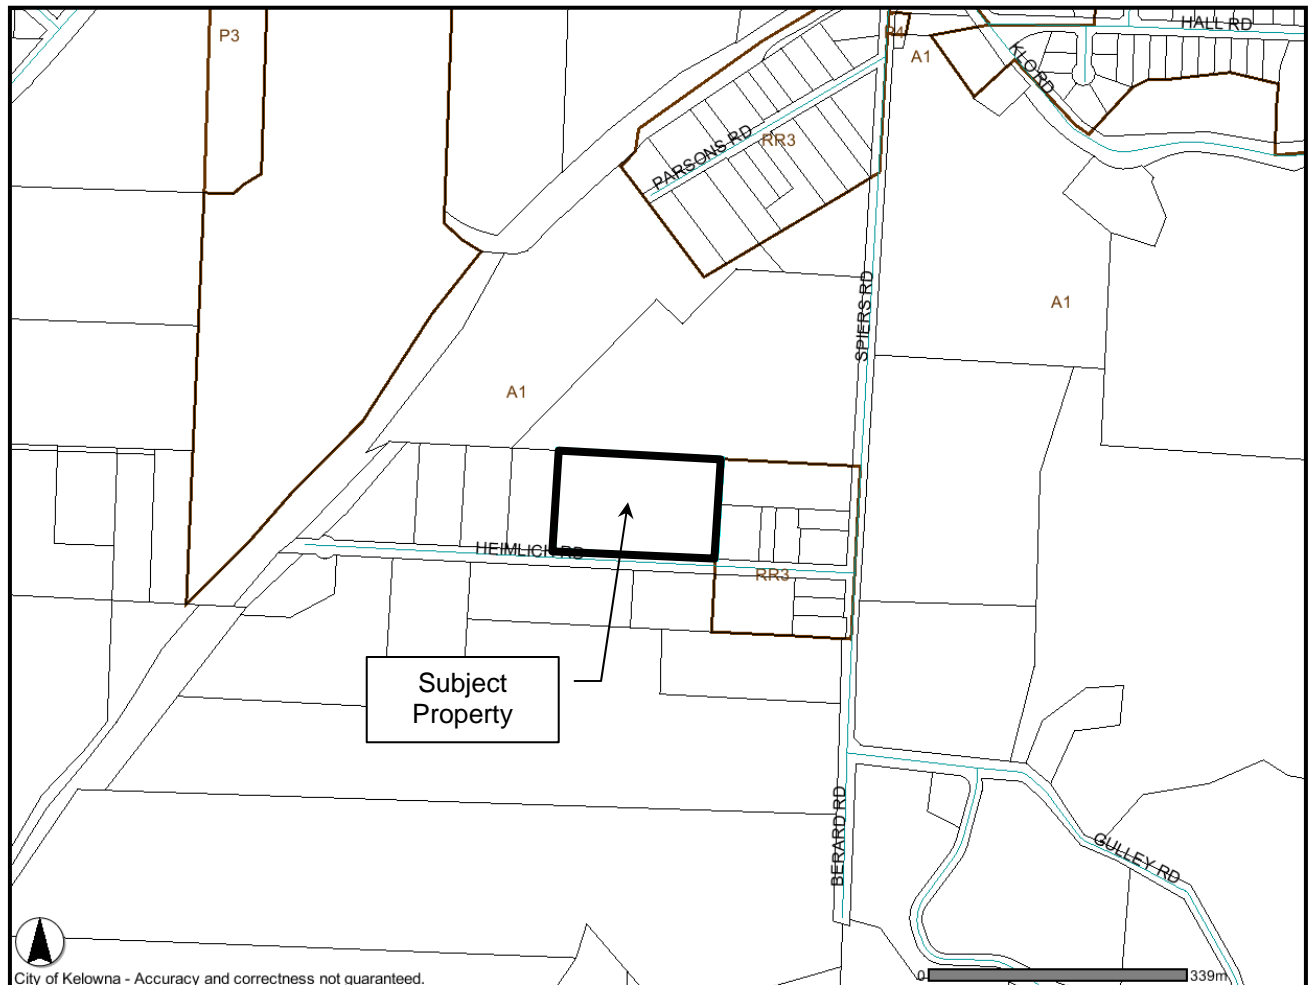 P3
P4
HALL RD
A1
KLO RD
PARSONS RD
RR3
SPIERS RD
A1
A1
HEIMLICH RD
RR3
Subject
Property
BERARD RD
GULLEY RD
City of Kelowna - Accuracy and correctness not guaranteed.
0
339m